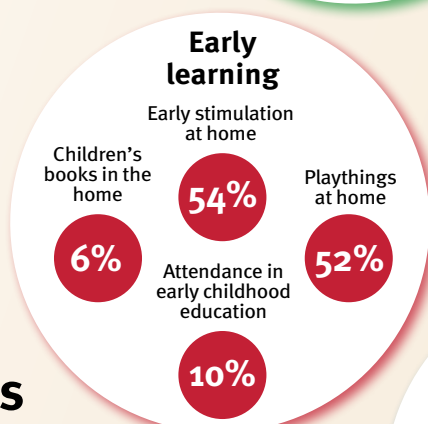 Early
learning
Early stimulation
at home
54%
Children's
books in the
home
6%
Playthings
at home
52%
Attendance in
early childhood
education
10%
s